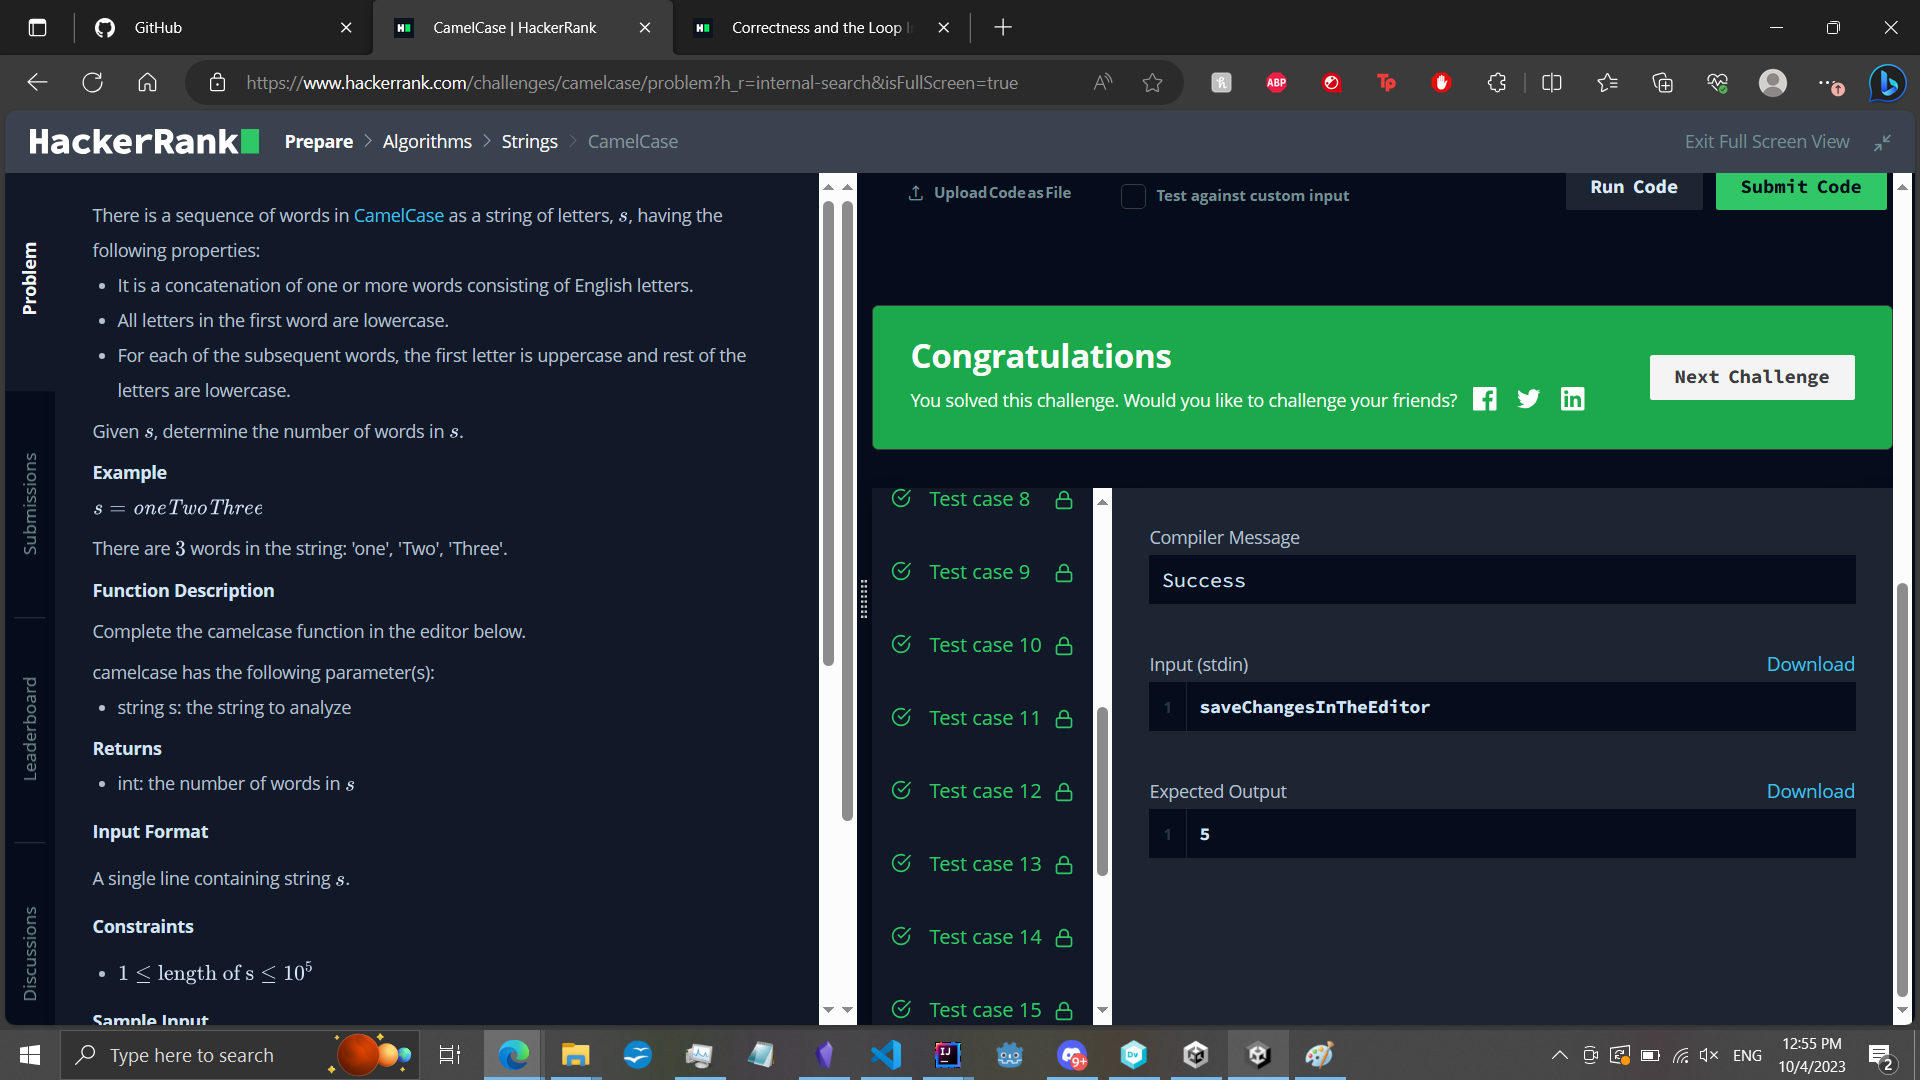 GitHub
CamelCase | HackerRank
Correctness and the Loop
https://www.hackerrank.com/challenges/camelcase/problem?h_r=internal-search&isFullScreen=true
ABP
Tp
HackerRank
Prepare > Algorithms > Strings > CamelCase
Exit Full Screen View
Problem
Submissions
Leaderboard
Discussions
There is a sequence of words in CamelCase as a string of letters, s, having the
following properties:
• It is a concatenation of one or more words consisting of English letters.
• All letters in the first word are lowercase.
• For each of the subsequent words, the first letter is uppercase and rest of the
letters are lowercase.
Given s, determine the number of words in s.
Example
s = oneTwoThree
There are 3 words in the string: 'one', 'Two', 'Three'.
Function Description
Complete the camelcase function in the editor below.
camelcase has the following parameter(s):
• string s: the string to analyze
Returns
• int: the number of words in s
Input Format
A single line containing string s.
Constraints
• 1 ≤ length of s ≤ 10⁵
Sample Input
Upload Code as File
Test against custom input
Run Code
Submit Code
Congratulations
You solved this challenge. Would you like to challenge your friends?
Next Challenge
Test case 8
Test case 9
Test case 10
Test case 11
Test case 12
Test case 13
Test case 14
Test case 15
Compiler Message
Success
Input (stdin)
Download
1 saveChangesInTheEditor
Expected Output
Download
1 5
Type here to search
9+
ENG
12:55 PM
10/4/2023
2